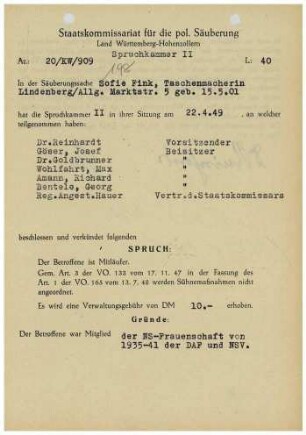 Staatskommissariat für die pol. Säuberung
Land Württemberg-Hohenzollern
Spruchkammer II
Az.: 20/KW/909 L: 40
In der Säuberungssache Sofie Fink, Taschenmacherin
Lindenberg/Allg. Marktstr. 5 geb. 15.5.01
hat die Spruchkammer II in ihrer Sitzung am 22.4.49, an welcher
teilgenommen haben:
Dr.Reinhardt Vorsitzender
Göser, Josef Beisitzer
Dr.Goldbrunner "
Wohlfahrt, Max "
Amann, Richard "
Bentele, Georg "
Reg.Angest.Hauer Vertr.d.Staatskommissars
beschlossen und verkündet folgenden
SPRUCH:
Der Betroffene ist Mitläufer.
Gem. Art. 3 der VO. 132 vom 17. 11. 47 in der Fassung des
Art. 1 der VO. 165 vom 13. 7. 48 werden Sühnemaßnahmen nicht
angeordnet.
Es wird eine Verwaltungsgebühr von DM 10.- erhoben.
Gründe:
Der Betroffene war Mitglied der NS-Frauenschaft von
1935-41 der DAF und NSV.